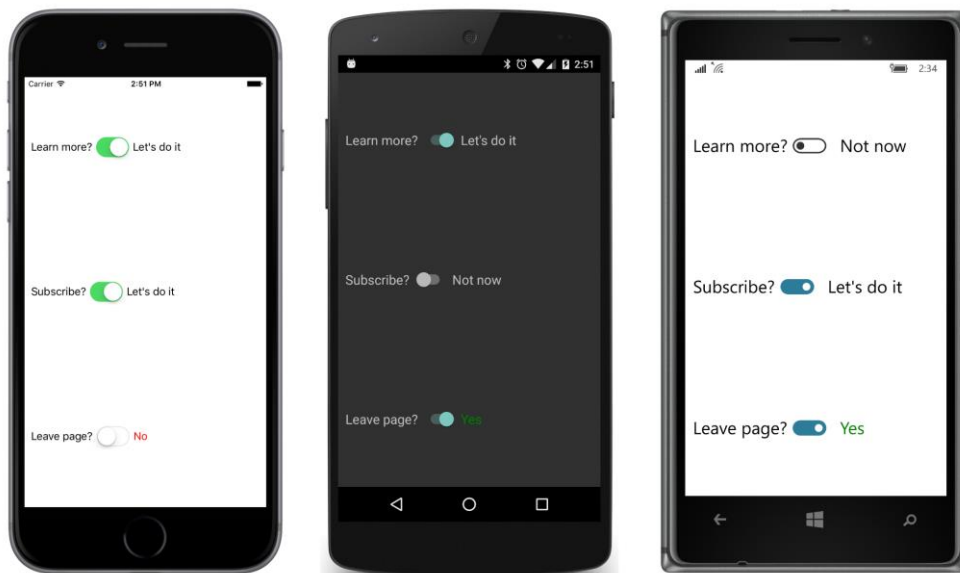 Carrier 2:51 PM
Learn more? Let's do it
Subscribe? Let's do it
Leave page? No
2:51
Learn more? Let's do it
Subscribe? Not now
Leave page? Yes
2:34
Learn more? Not now
Subscribe? Let's do it
Leave page? Yes